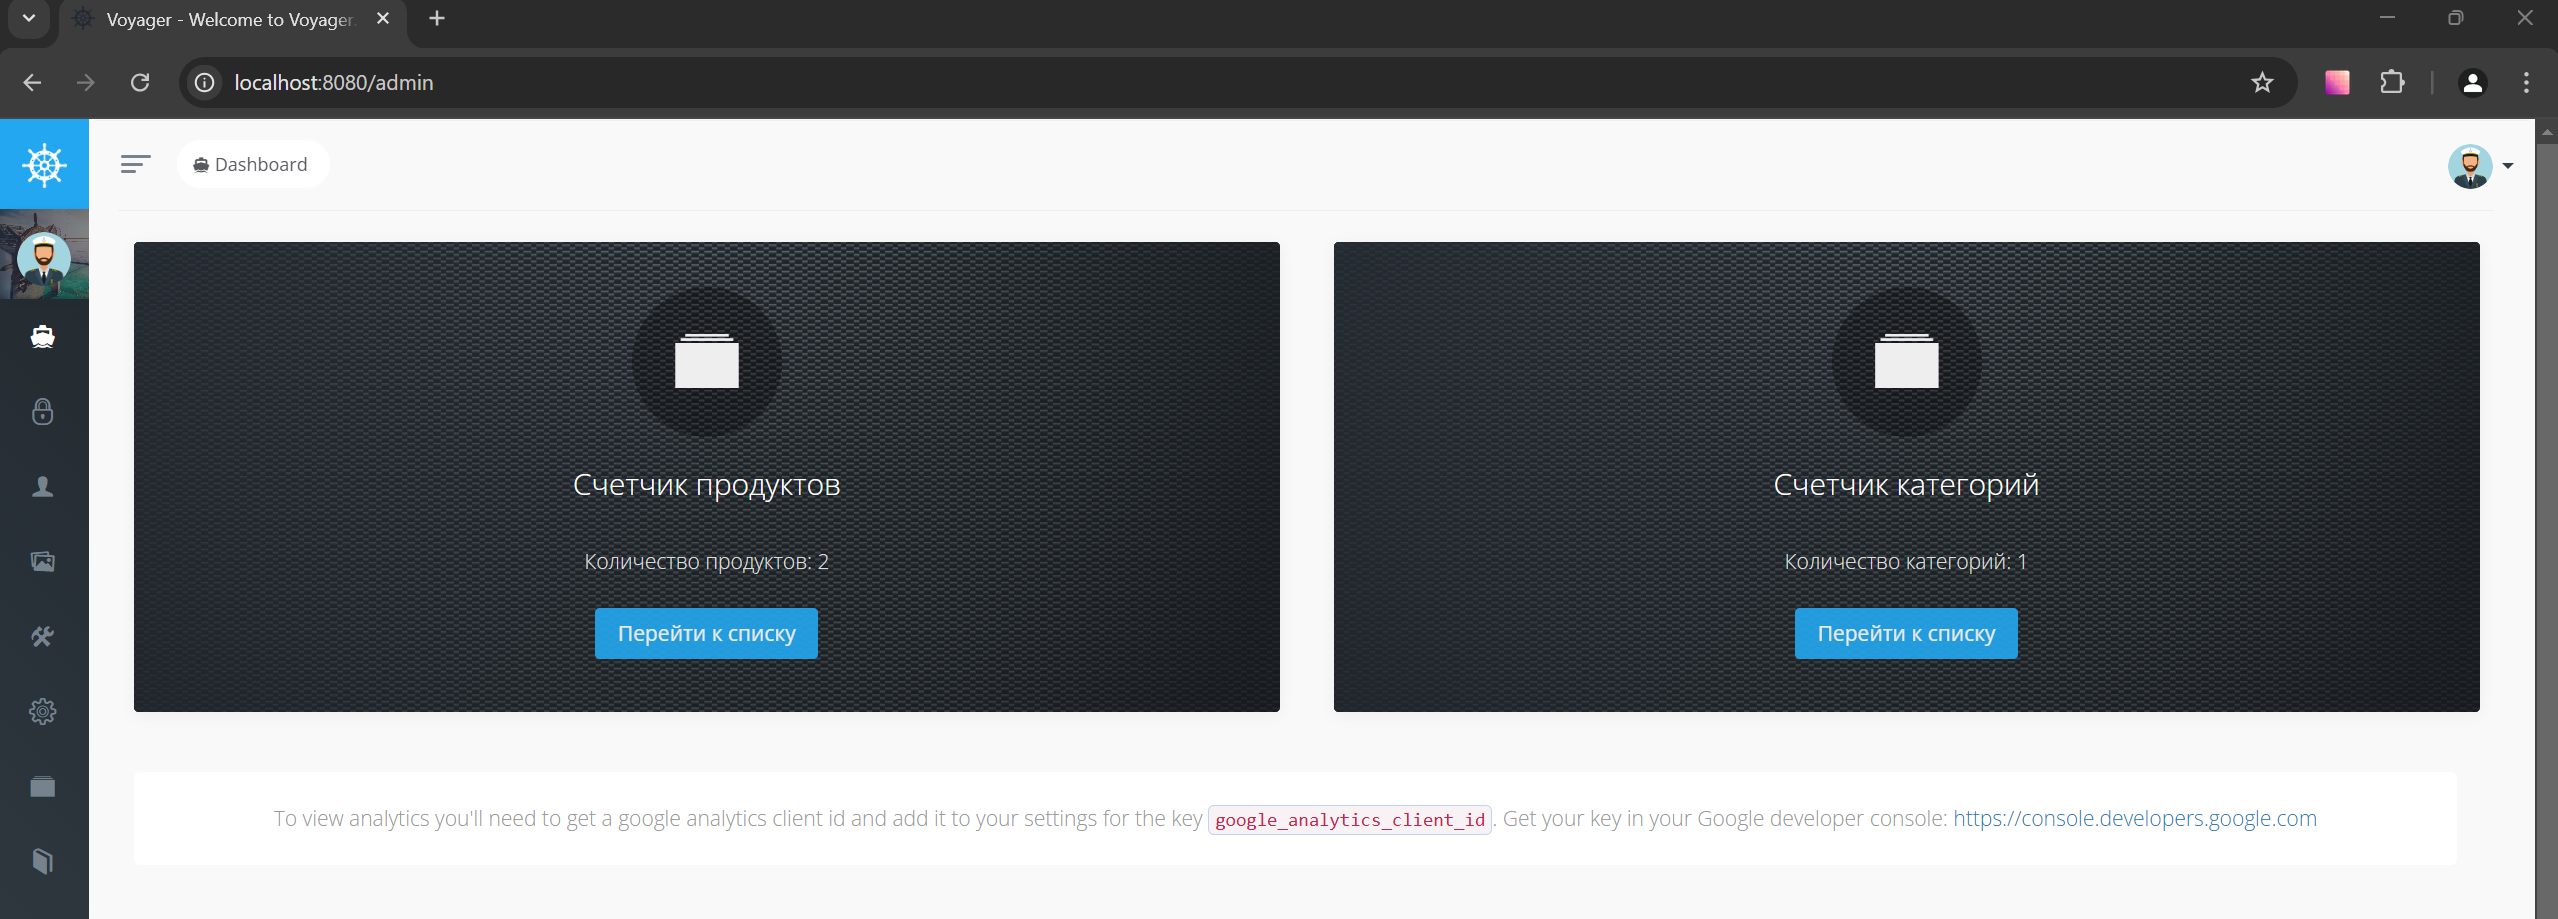 Voyager - Welcome to Voyager.
localhost:8080/admin
Dashboard
Счетчик продуктов
Количество продуктов: 2
Перейти к списку
Счетчик категорий
Количество категорий: 1
Перейти к списку
To view analytics you'll need to get a google analytics client id and add it to your settings for the key google_analytics_client_id. Get your key in your Google developer console: https://console.developers.google.com